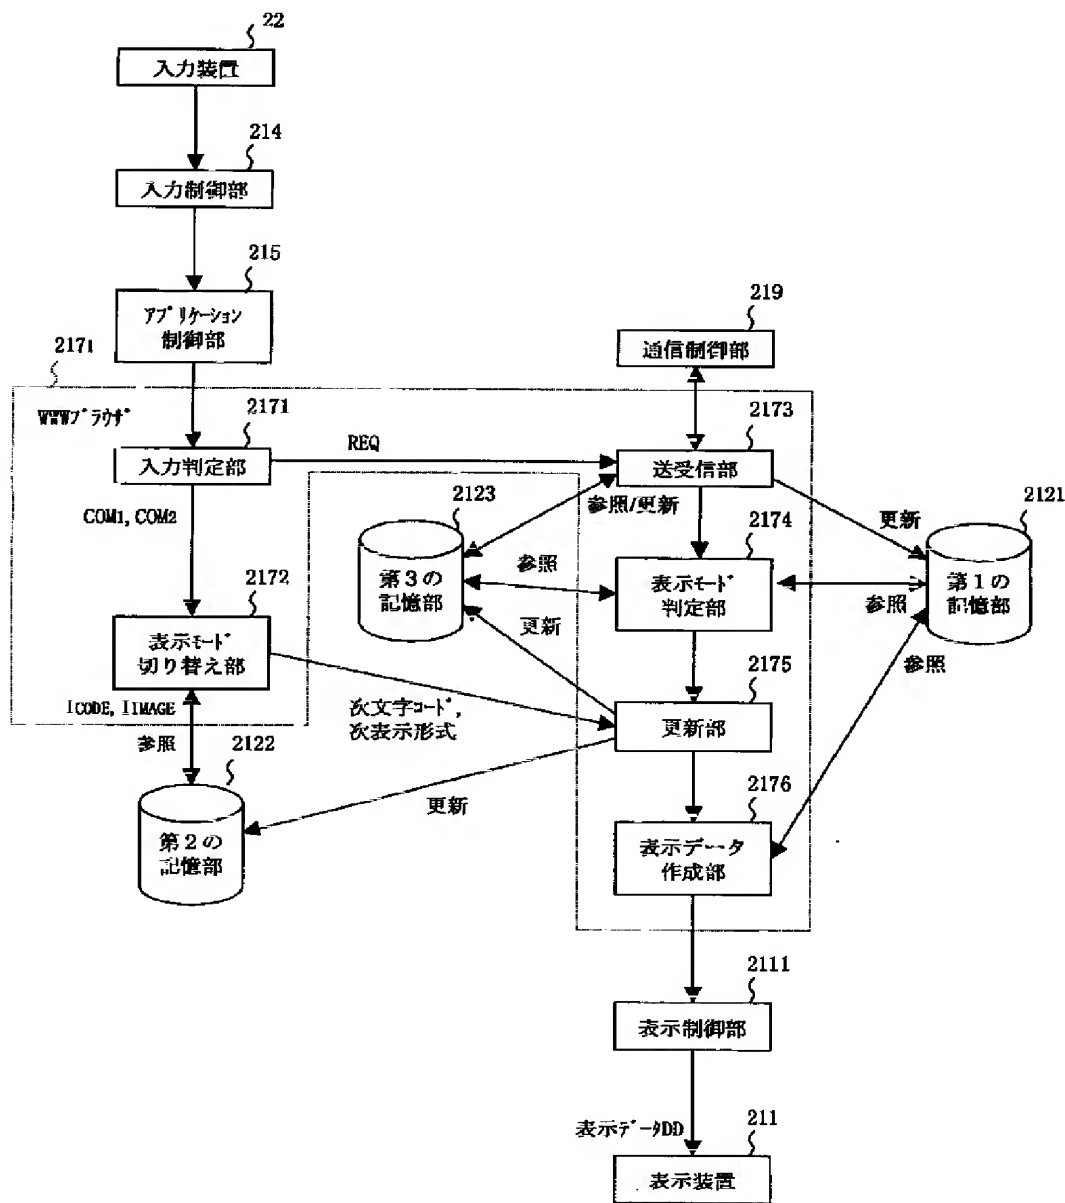 22
入力装置
214
入力制御部
215
アプリケーション
制御部
219
通信制御部
2171
WWWブラウザ
2171
入力判定部
REQ
2173
送受信部
COM1, COM2
2123
参照/更新
2174
更新
2121
第3の
記憶部
参照
表示モード
判定部
参照
第1の
記憶部
2172
表示モード
切り替え部
更新
2175
参照
ICODE, IIMAGE
次文字コード,
次表示形式
更新部
参照
2122
更新
2176
第2の
記憶部
表示データ
作成部
2111
表示制御部
表示データDD
211
表示装置